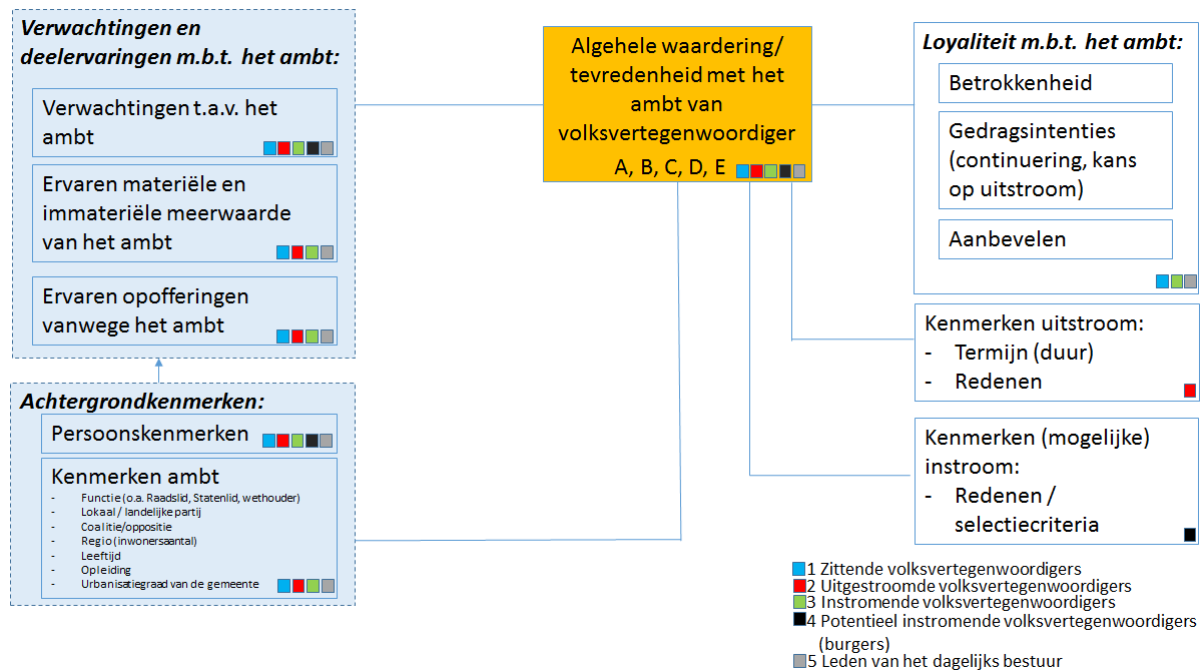 Verwachtingen en
deelervaringen m.b.t. het ambt:
Verwachtingen t.a.v. het
ambt
Ervaren materiële en
immateriële meerwaarde
van het ambt
Ervaren opofferingen
vanwege het ambt
Achtergrondkenmerken:
Persoonskenmerken
Kenmerken ambt
- Functie (o.a. Raadslid, Statenlid, wethouder)
- Lokaal / landelijke partij
- Coalitie/oppositie
- Regio (inwonersaantal)
- Leeftijd
- Opleiding
- Urbanisatiegraad van de gemeente
Algehele waardering/
tevredenheid met het
ambt van
volksvertegenwoordiger
A, B, C, D, E
Loyaliteit m.b.t. het ambt:
Betrokkenheid
Gedragsintenties
(continuering, kans
op uitstroom)
Aanbevelen
Kenmerken uitstroom:
- Termijn (duur)
- Redenen
Kenmerken (mogelijke)
instroom:
- Redenen /
selectiecriteria
1 Zittende volksvertegenwoordigers
2 Uitgestroomde volksvertegenwoordigers
3 Instromende volksvertegenwoordigers
4 Potentieel instromende volksvertegenwoordigers
(burgers)
5 Leden van het dagelijks bestuur